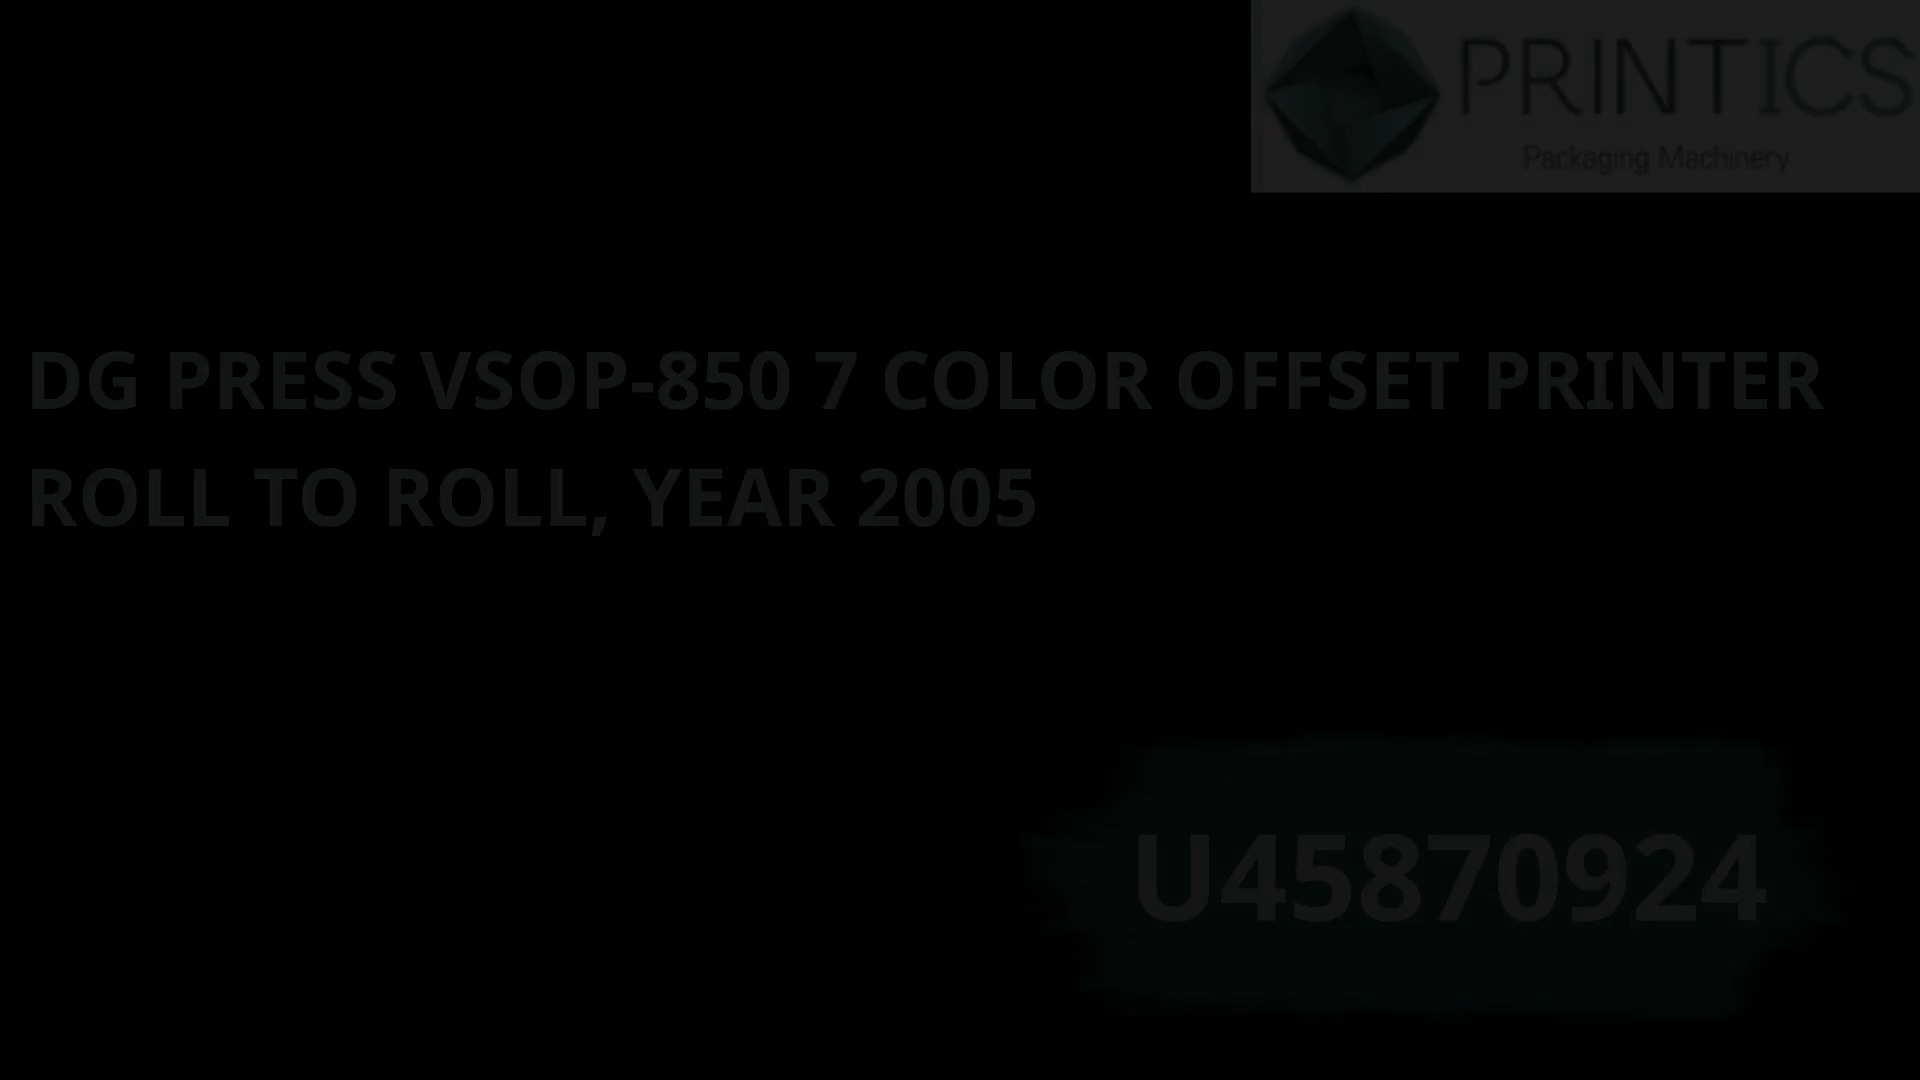 PRINTICS
Packaging Machinery
DG PRESS VSOP-850 7 COLOR OFFSET PRINTER
ROLL TO ROLL, YEAR 2005
U45870924